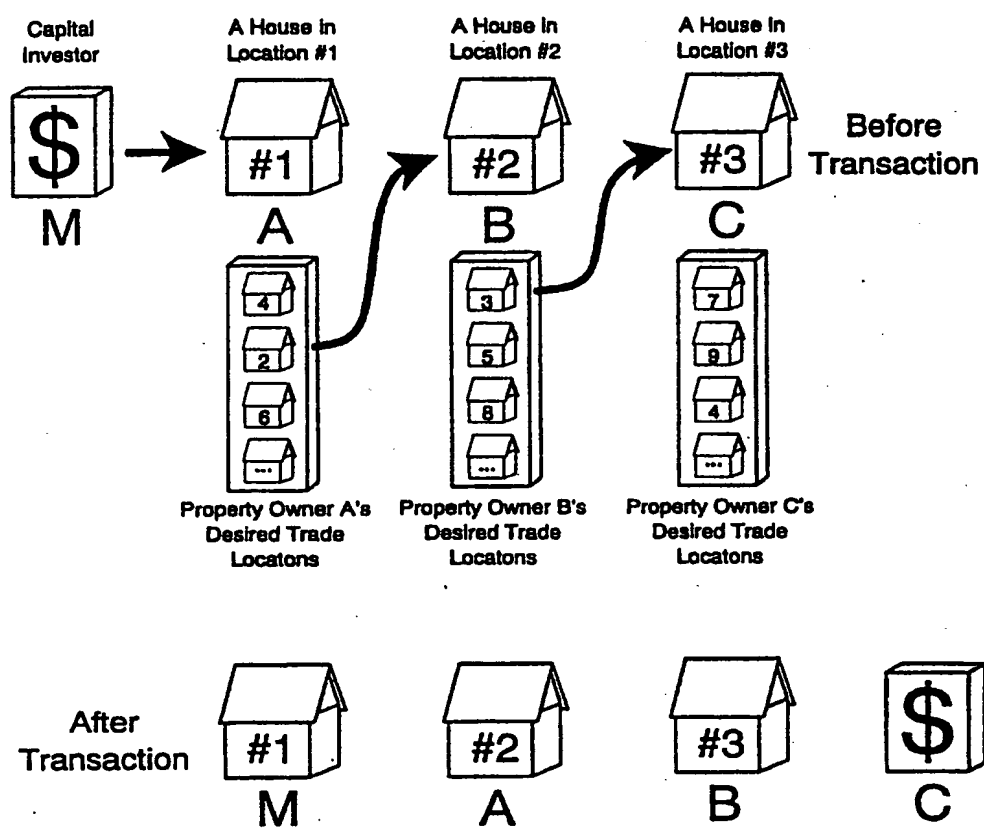 Capital
Investor
A House in
Location #1
A House in
Location #2
A House in
Location #3
$
#1
#2
#3
Before
Transaction
M
A
B
C
4
2
6
...
3
5
8
...
7
9
4
...
Property Owner A's
Desired Trade
Locatons
Property Owner B's
Desired Trade
Locatons
Property Owner C's
Desired Trade
Locatons
After
Transaction
#1
#2
#3
$
M
A
B
C